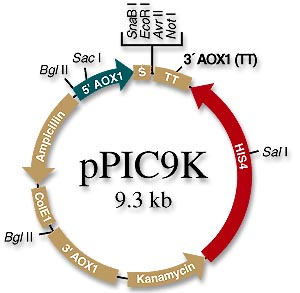 SnaB I
EcoR I
Avr II
Not I
Sac I
Bgl II
5´ AOX1
S
TT
3´ AOX1 (TT)
Ampicillin
HIS4
Sal I
pPIC9K
9.3 kb
ColE1
Bgl II
3´ AOX1
Kanamycin